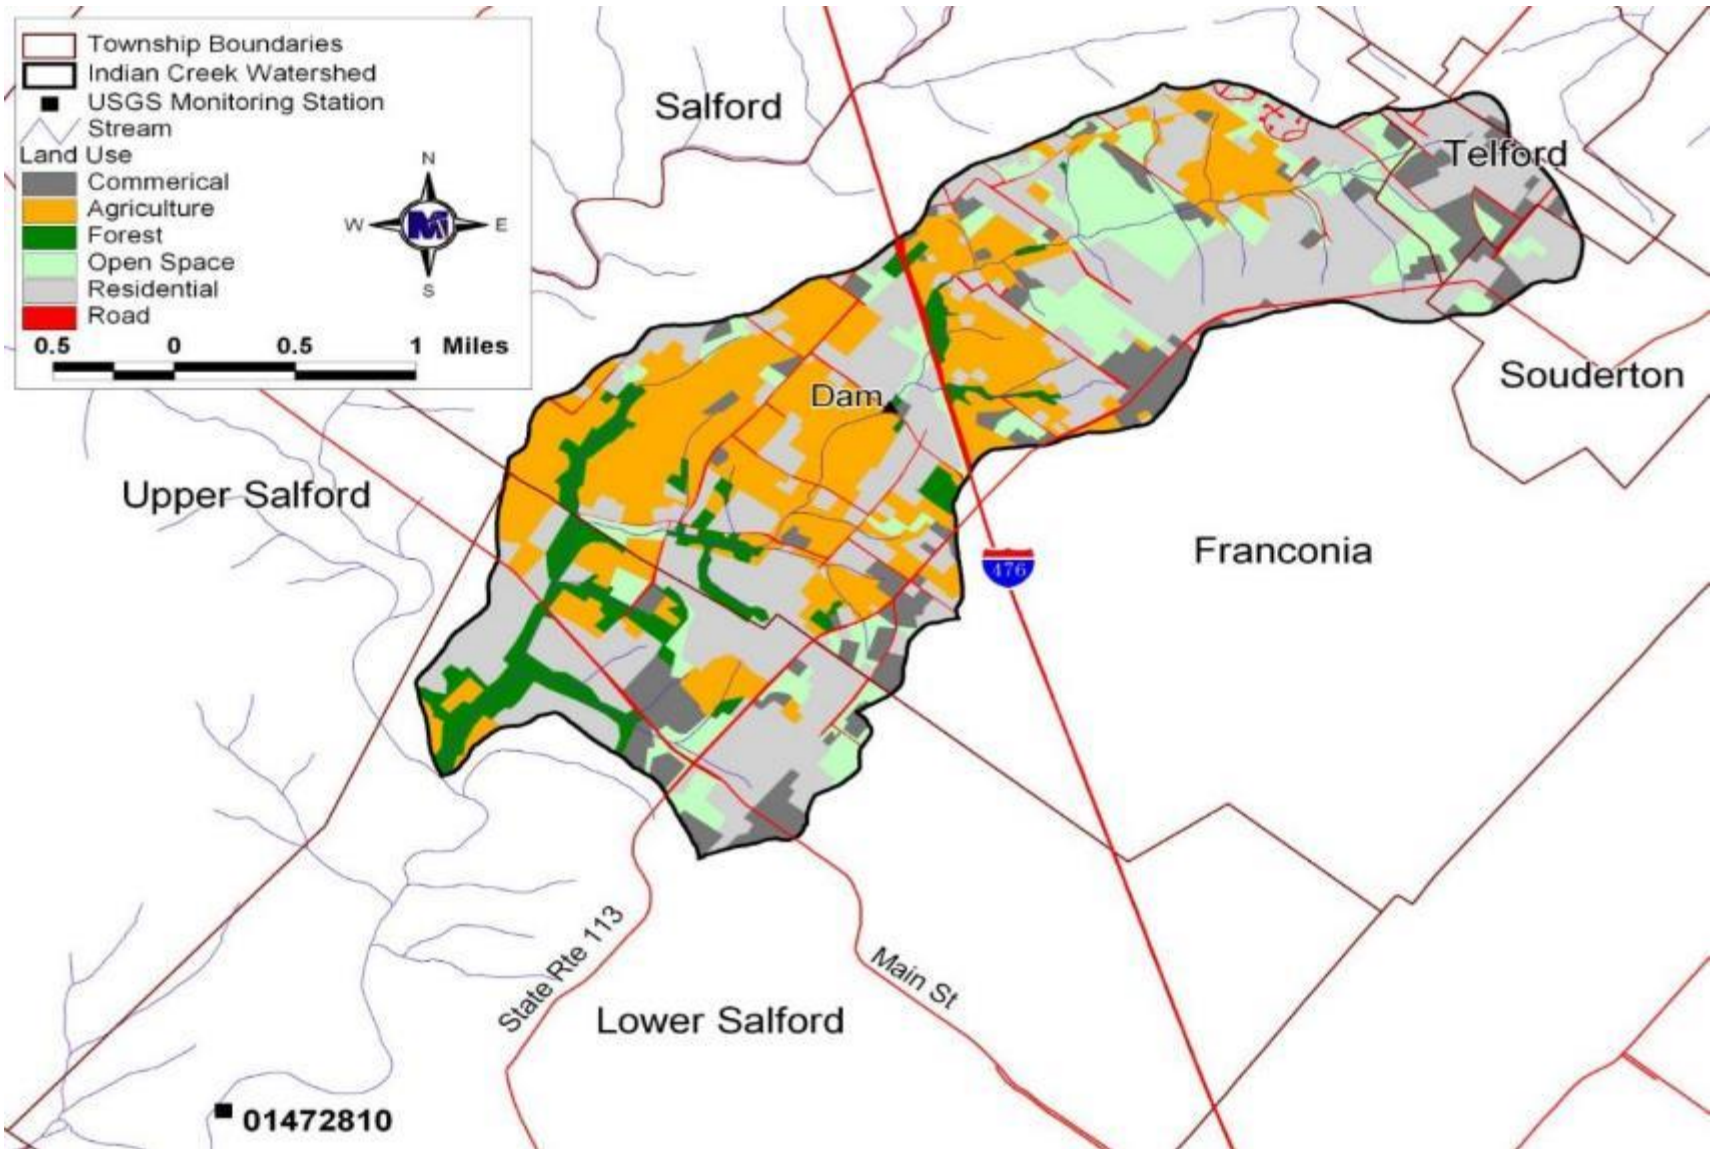 Township Boundaries
Indian Creek Watershed
USGS Monitoring Station
Stream
Land Use
Commerical
Agriculture
Forest
Open Space
Residential
Road
N
W
E
S
0.5 0 0.5 1 Miles
Salford
Telford
Souderton
Dam
Upper Salford
Franconia
476
State Rte 113
Main St
Lower Salford
01472810